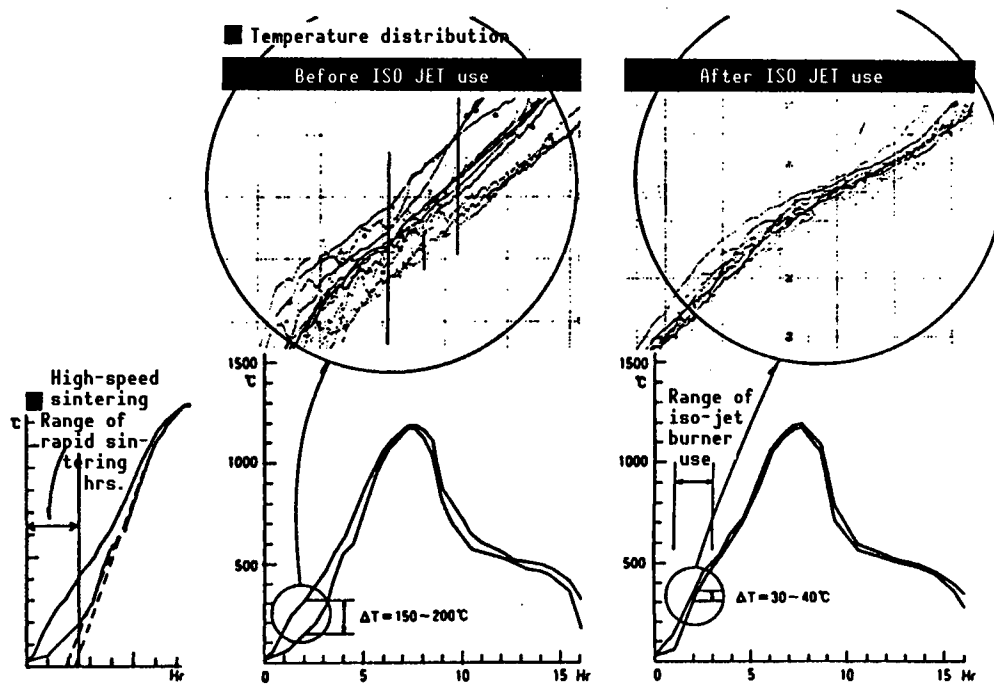 ■ Temperature distribution
Before ISO JET use
After ISO JET use
■ High-speed
sintering
Range of
rapid sin-
tering
hrs.
℃
Hr
1500
℃
1000
500
ΔT=150~200℃
0
5
10
15 Hr
1500
℃
Range of
iso-jet
burner
use
1000
500
ΔT=30~40℃
0
5
10
15 Hr